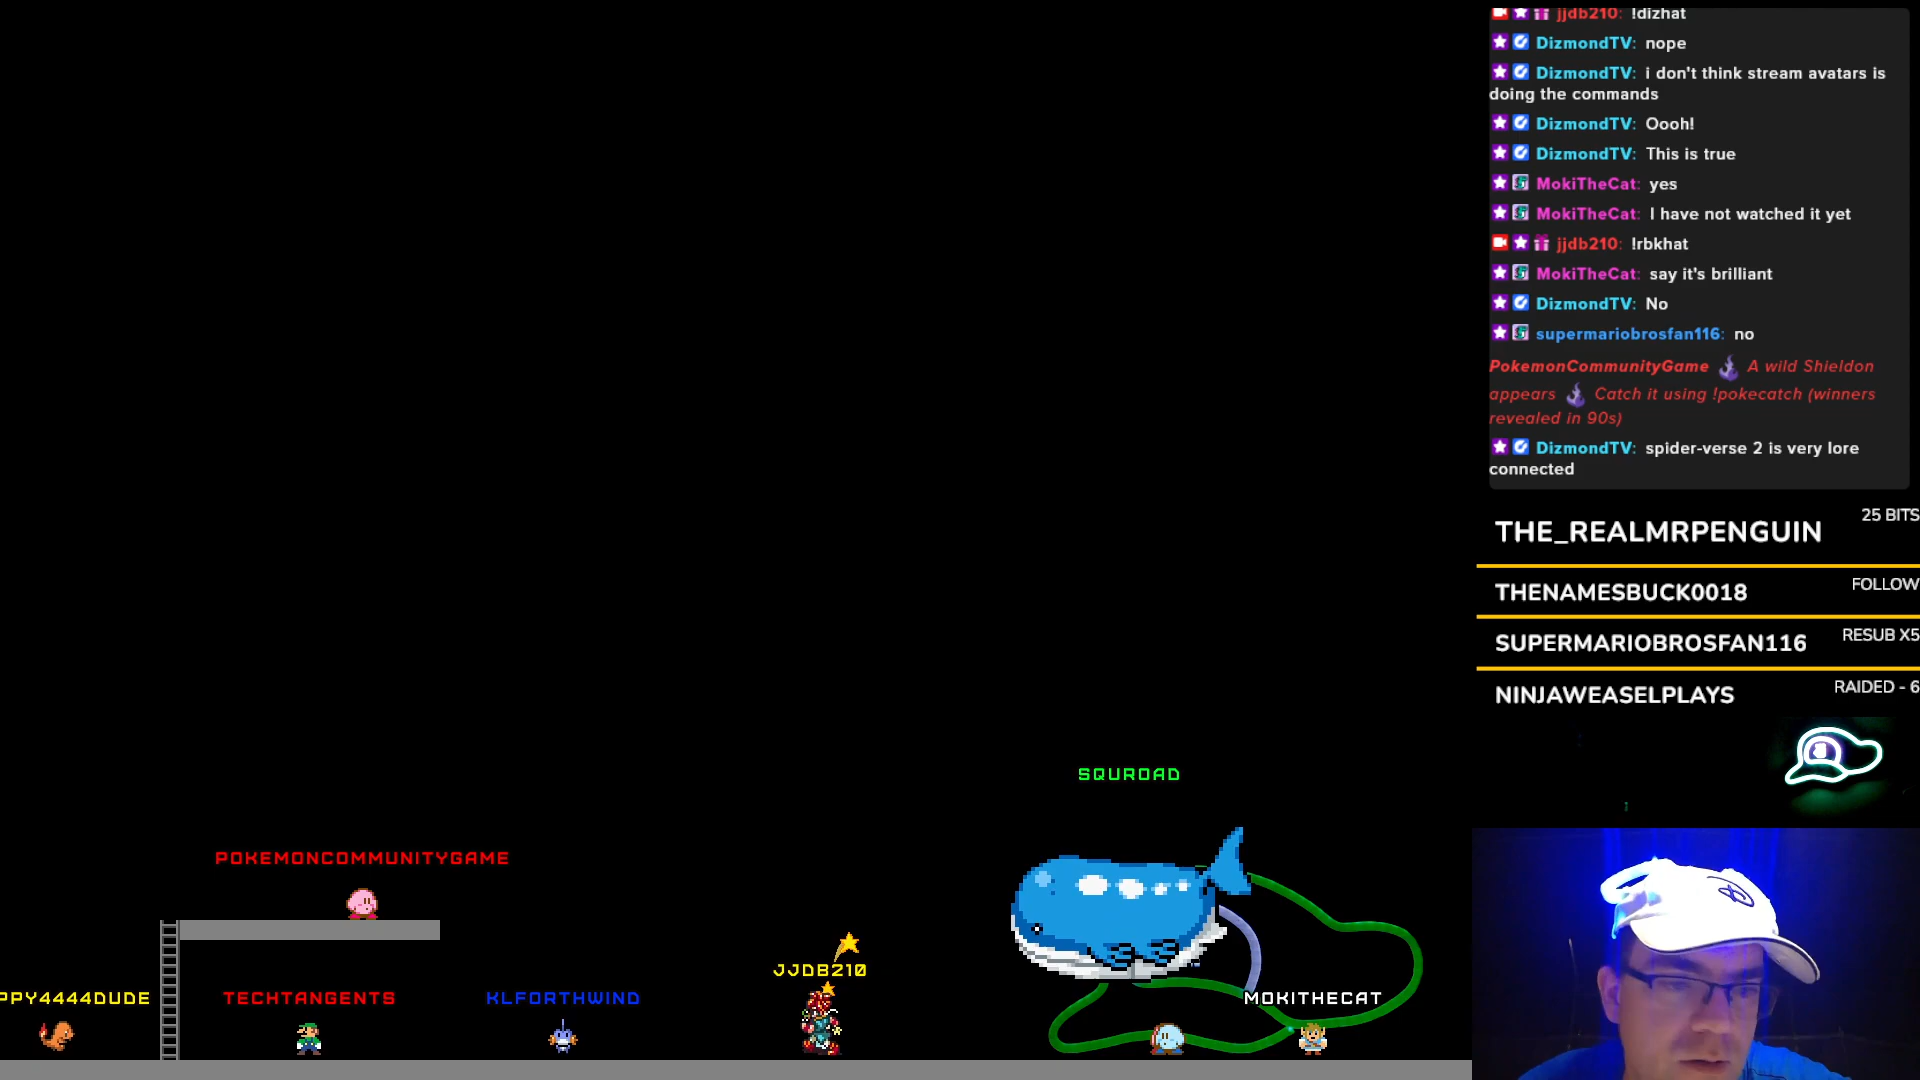 jjdb210: !dizhat
DizmondTV: nope
DizmondTV: i don't think stream avatars is
doing the commands
DizmondTV: Oooh!
DizmondTV: This is true
MokiTheCat: yes
MokiTheCat: I have not watched it yet
jjdb210: !rbkhat
MokiTheCat: say it's brilliant
DizmondTV: No
supermariobrosfan116: no
PokemonCommunityGame A wild Shieldon
appears Catch it using !pokecatch (winners
revealed in 90s)
DizmondTV: spider-verse 2 is very lore
connected
THE_REALMRPENGUIN 25 BITS
THENAMESBUCK0018 FOLLOW
SUPERMARIOBROSFAN116 RESUB X5
NINJAWEASELPLAYS RAIDED - 6
SQUROAD
POKEMONCOMMUNITYGAME
JJDB210
PPY4444DUDE
TECHTANGENTS
KLFORTHWIND
MOKITHECAT